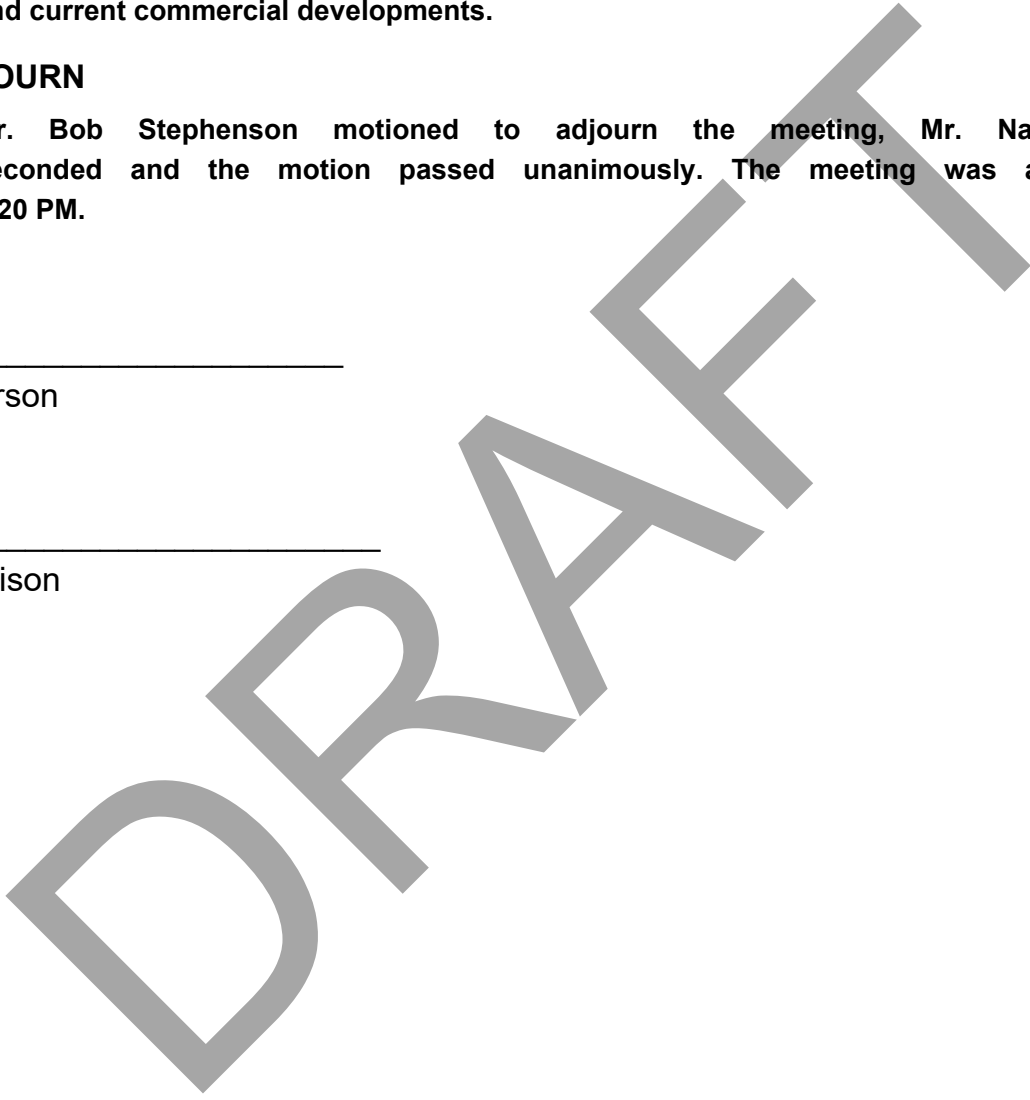 nd current commercial developments.
OURN
r. Bob Stephenson motioned to adjourn the meeting, Mr. Na
econded and the motion passed unanimously. The meeting was a
20 PM.
rson
ison
DRAFT